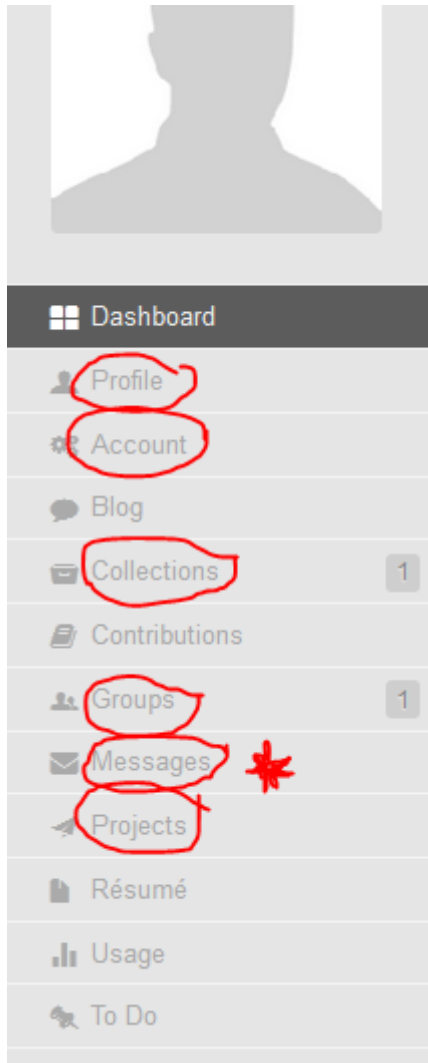 Dashboard
Profile
Account
Blog
Collections 1
Contributions
Groups 1
Messages
Projects
Résumé
Usage
To Do